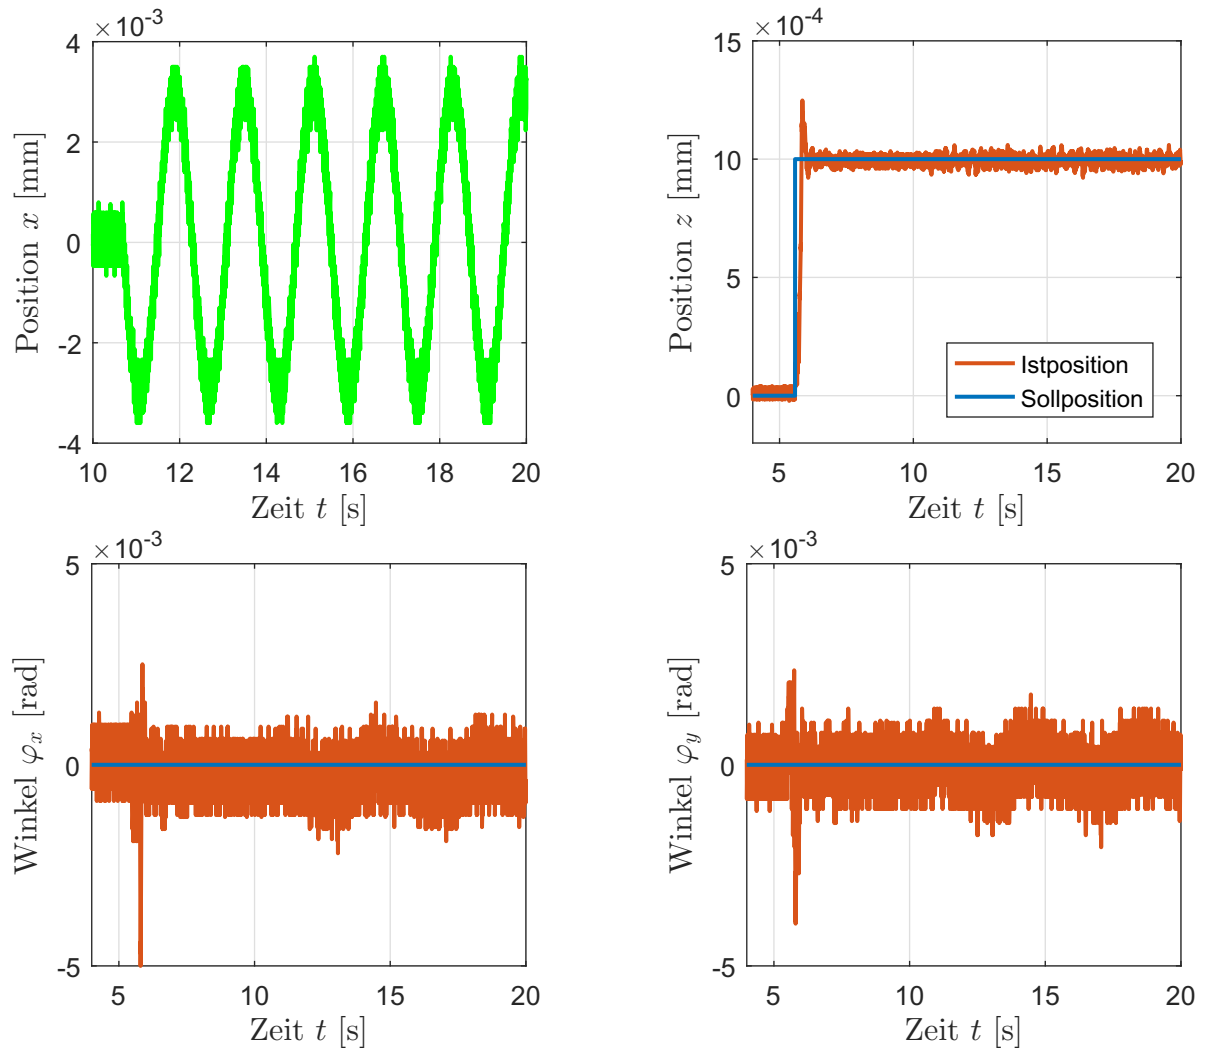 ×10-3
4
2
0
-2
-4
Position x [mm]
10 12 14 16 18 20
Zeit t [s]
×10-4
15
10
5
0
Position z [mm]
Istposition
Sollposition
5 10 15 20
Zeit t [s]
×10-3
5
0
-5
Winkel φx [rad]
5 10 15 20
Zeit t [s]
×10-3
5
0
-5
Winkel φy [rad]
5 10 15 20
Zeit t [s]